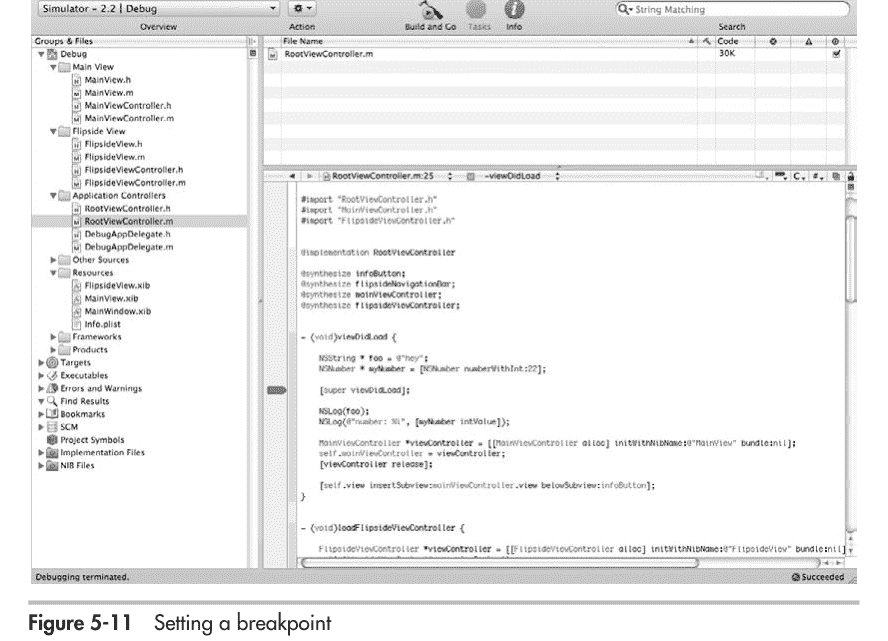 Simulator - 2.2 | Debug
String Matching
Overview
Action
Build and Go
Tasks
Info
Search
Groups & Files
Debug
Main View
MainView.h
MainView.m
MainViewController.h
MainViewController.m
Flipside View
FlipsideView.h
FlipsideView.m
FlipsideViewController.h
FlipsideViewController.m
Application Controllers
RootViewController.h
RootViewController.m
DebugAppDelegate.h
DebugAppDelegate.m
Other Sources
Resources
FlipsideView.xib
MainView.xib
MainWindow.xib
Info.plist
Frameworks
Products
Targets
Executables
Errors and Warnings
Find Results
Bookmarks
SCM
Project Symbols
Implementation Files
NIB Files
File Name
Code
RootViewController.m
30K
RootViewController.m:25
-viewDidLoad
C, #,
#import "RootViewController.h"
#import "MainViewController.h"
#import "FlipsideViewController.h"
@implementation RootViewController
@synthesize infoButton;
@synthesize flipsideNavigationBar;
@synthesize mainViewController;
@synthesize flipsideViewController;
- (void)viewDidLoad {
NSString * foo = @"hey";
NSNumber * myNumber = [NSNumber numberWithInt:22];
[super viewDidLoad];
NSLog(foo);
NSLog(@"number: %i", [myNumber intValue]);
MainViewController *viewController = [[MainViewController alloc] initWithNibName:@"MainView" bundle:nil];
self.mainViewController = viewController;
[viewController release];
[self.view insertSubview:mainViewController.view belowSubview:infoButton];
}
- (void)loadFlipsideViewController {
FlipsideViewController *viewController = [[FlipsideViewController alloc] initWithNibName:@"FlipsideView" bundle:nil]
Debugging terminated.
Succeeded
Figure 5-11 Setting a breakpoint